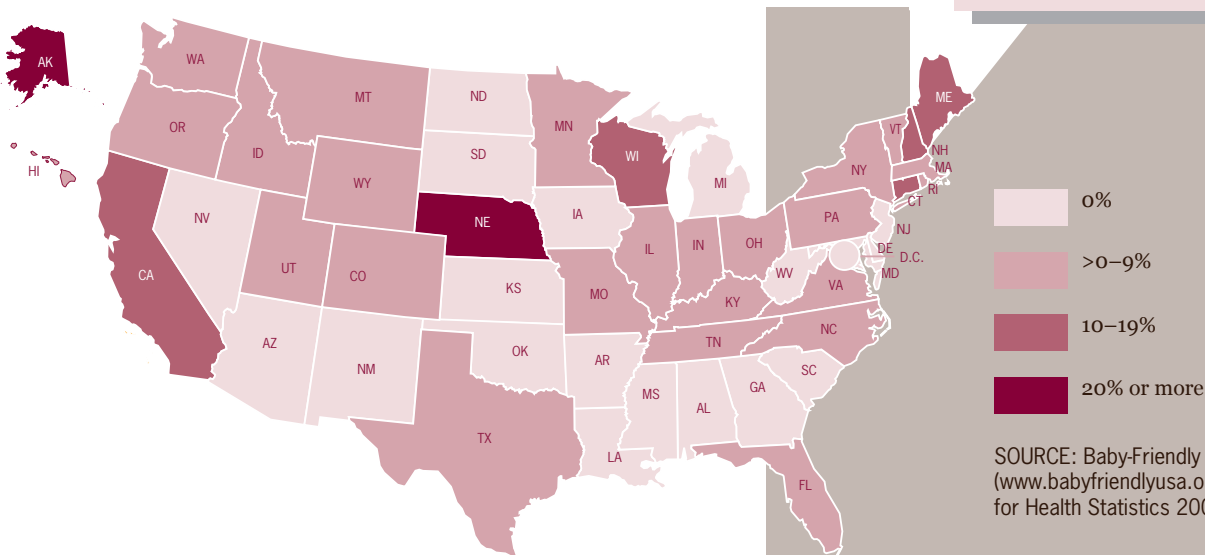 AK
WA
MT
ND
MN
ME
OR
ID
SD
WI
VT
NH
HI
WY
NY
MA
MI
RI
NV
NE
IA
CT
PA
NJ
UT
CO
CA
IL
IN
OH
DE
D.C.
WV
MD
KS
MO
KY
VA
AZ
NM
OK
AR
TN
NC
SC
MS
AL
GA
TX
LA
FL
0%
>0–9%
10–19%
20% or more
SOURCE: Baby-Friendly
(www.babyfriendlyusa.o
for Health Statistics 200